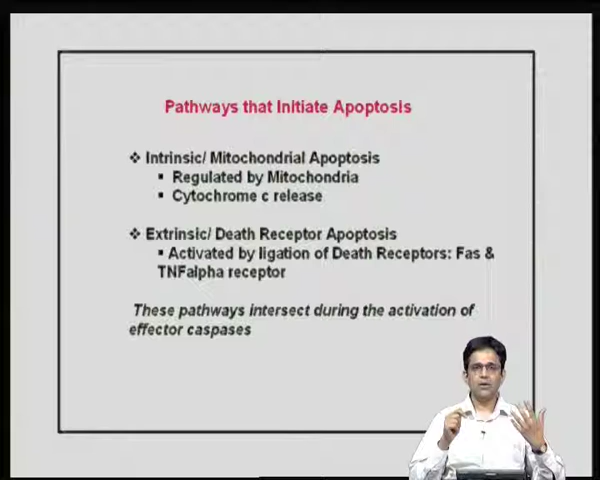 Pathways that Initiate Apoptosis
❖ Intrinsic/ Mitochondrial Apoptosis
▪ Regulated by Mitochondria
▪ Cytochrome c release
❖ Extrinsic/ Death Receptor Apoptosis
▪ Activated by ligation of Death Receptors: Fas &
TNFalpha receptor
These pathways intersect during the activation of
effector caspases